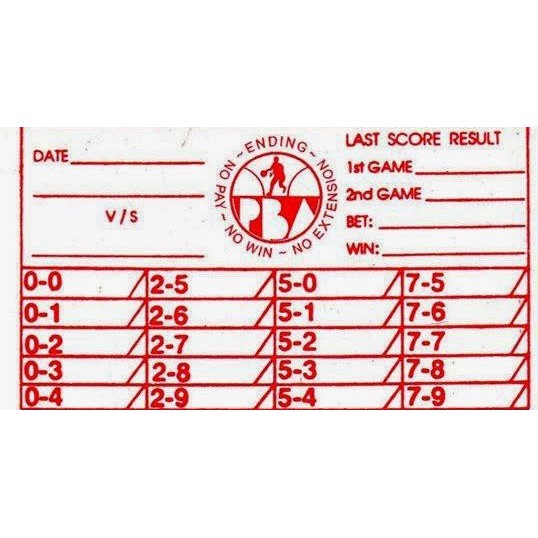 DATE
V/S
NO PAY ~ ENDING ~ NO EXTENSION ~ NO WIN ~
PBA
LAST SCORE RESULT
1st GAME
2nd GAME
BET:
WIN:
0-0 2-5 5-0 7-5
0-1 2-6 5-1 7-6
0-2 2-7 5-2 7-7
0-3 2-8 5-3 7-8
0-4 2-9 5-4 7-9